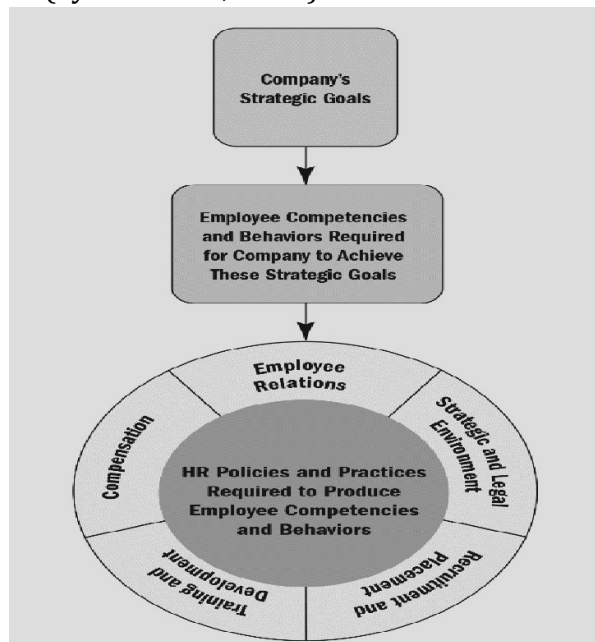 Company's
Strategic Goals
Employee Competencies
and Behaviors Required
for Company to Achieve
These Strategic Goals
Employee
Relations
Strategic and Legal
Environment
Recruitment and
Placement
Training and
Development
Compensation
HR Policies and Practices
Required to Produce
Employee Competencies
and Behaviors